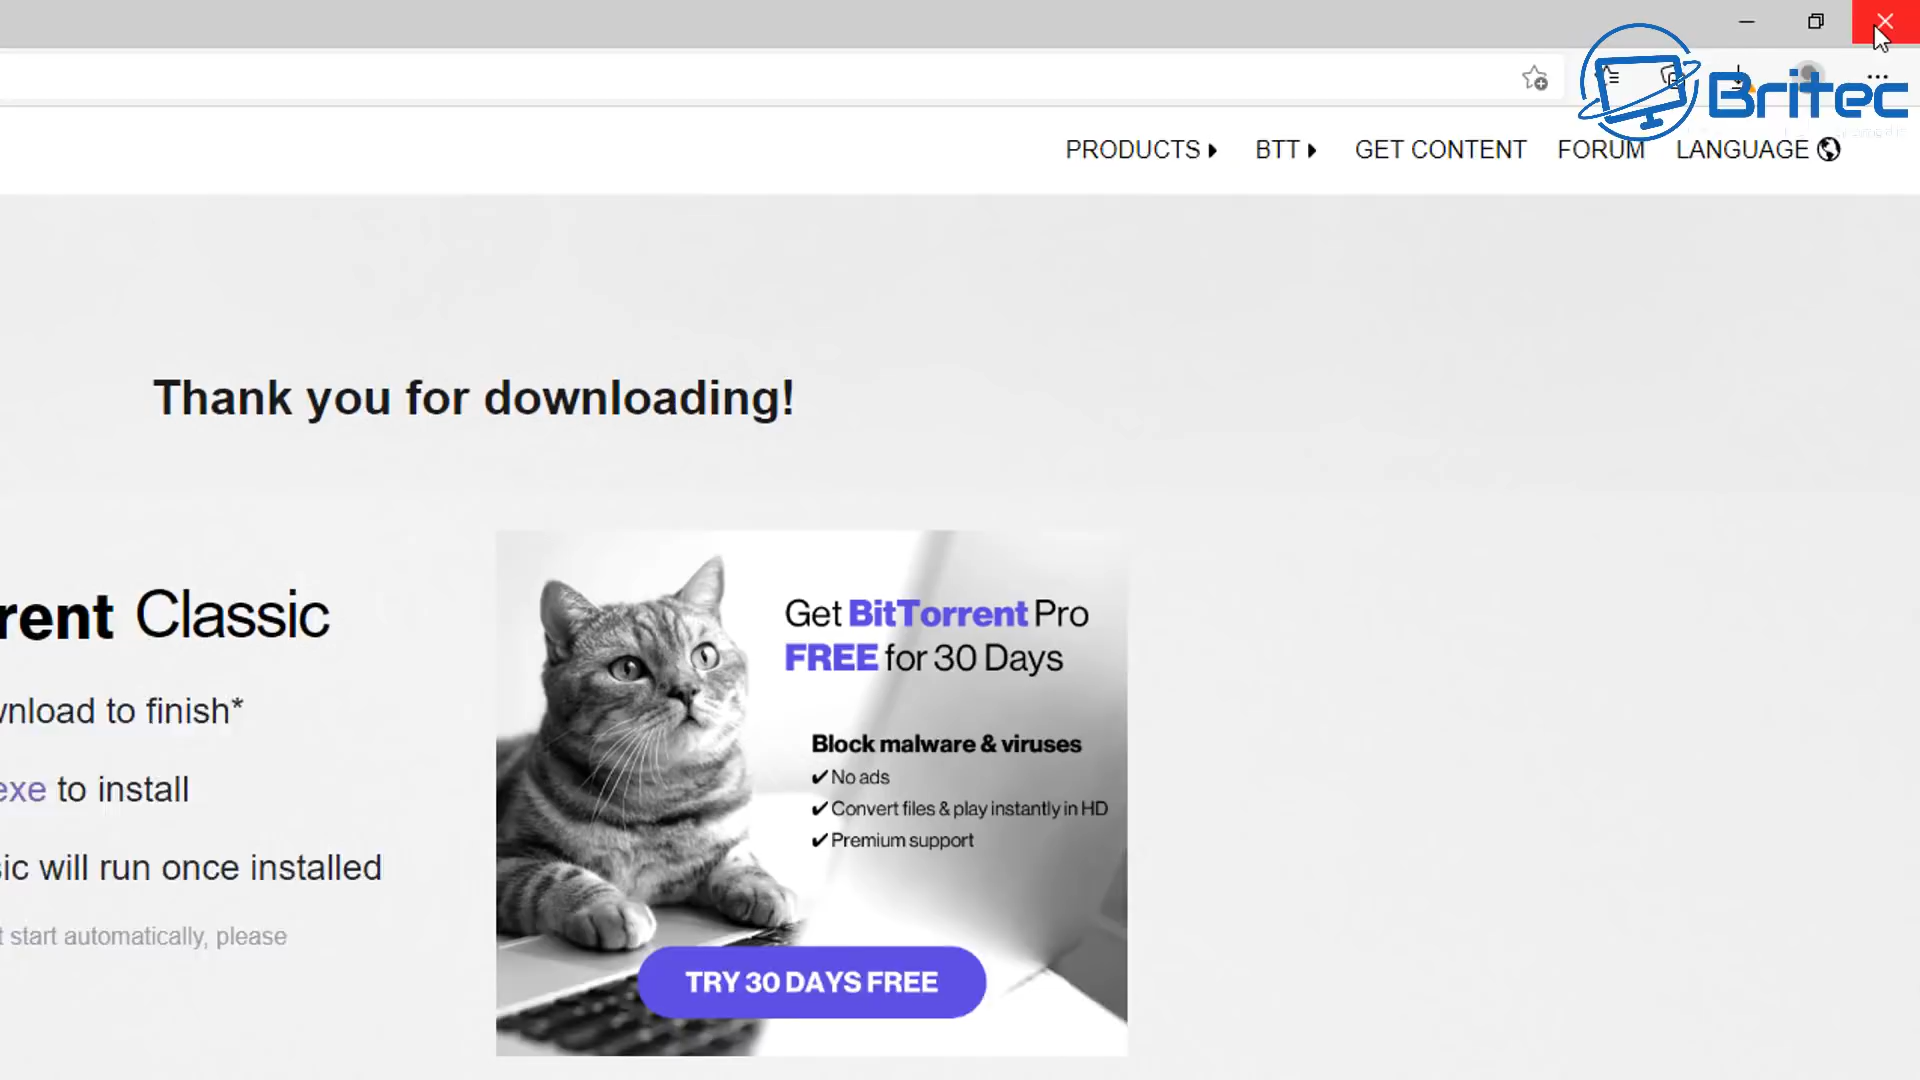 Britec
PRODUCTS
BTT
GET CONTENT
FORUM
LANGUAGE
Thank you for downloading!
rent Classic
Get BitTorrent Pro
FREE for 30 Days
wnload to finish*
Block malware & viruses
✔ No ads
exe to install
✔ Convert files & play instantly in HD
✔ Premium support
sic will run once installed
t start automatically, please
TRY 30 DAYS FREE